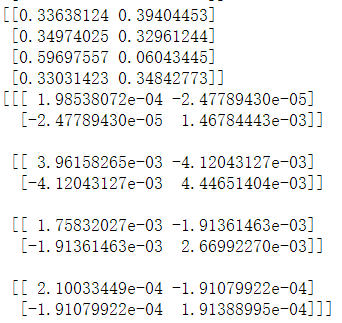 [[0.33638124 0.39404453]
[0.34974025 0.32961244]
[0.59697557 0.06043445]
[0.33031423 0.34842773]]
[[[ 1.98538072e-04 -2.47789430e-05]
[-2.47789430e-05 1.46784443e-03]]
[[ 3.96158265e-03 -4.12043127e-03]
[-4.12043127e-03 4.44651404e-03]]
[[ 1.75832027e-03 -1.91361463e-03]
[-1.91361463e-03 2.66992270e-03]]
[[ 2.10033449e-04 -1.91079922e-04]
[-1.91079922e-04 1.91388995e-04]]]